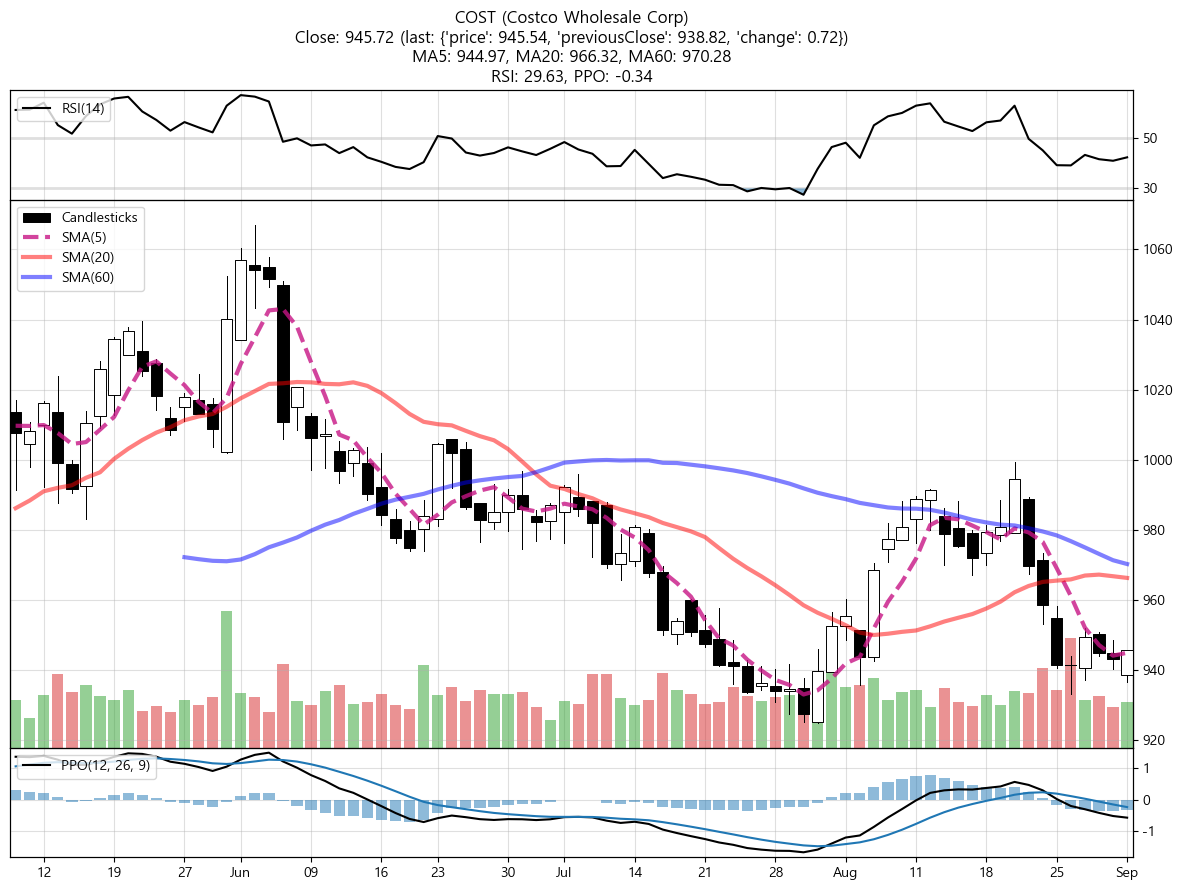 COST (Costco Wholesale Corp)
Close: 945.72 (last: {'price': 945.54, 'previousClose': 938.82, 'change': 0.72})
MA5: 944.97, MA20: 966.32, MA60: 970.28
RSI: 29.63, PPO: -0.34
RSI(14)
50
30
Candlesticks
SMA(5)
SMA(20)
SMA(60)
1060
1040
1020
1000
980
960
940
920
PPO(12, 26, 9)
1
0
-1
12 19 27 Jun 09 16 23 30 Jul 14 21 28 Aug 11 18 25 Sep